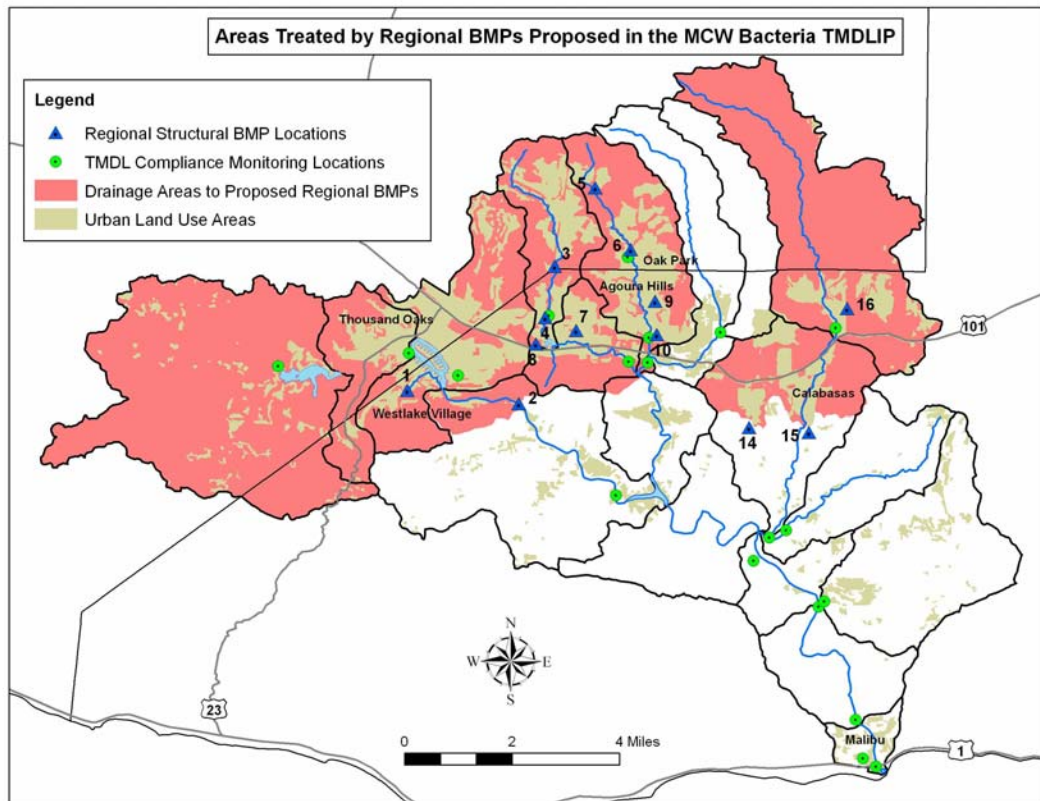 Areas Treated by Regional BMPs Proposed in the MCW Bacteria TMDLIP
Legend
Regional Structural BMP Locations
TMDL Compliance Monitoring Locations
Drainage Areas to Proposed Regional BMPs
Urban Land Use Areas
5
6
Oak Park
3
Agoura Hills
9
16
101
Thousand Oaks
4
7
8
10
1
Westlake Village
2
Calabasas
14
15
N
W E
S
23
0 2 4 Miles
Malibu
1